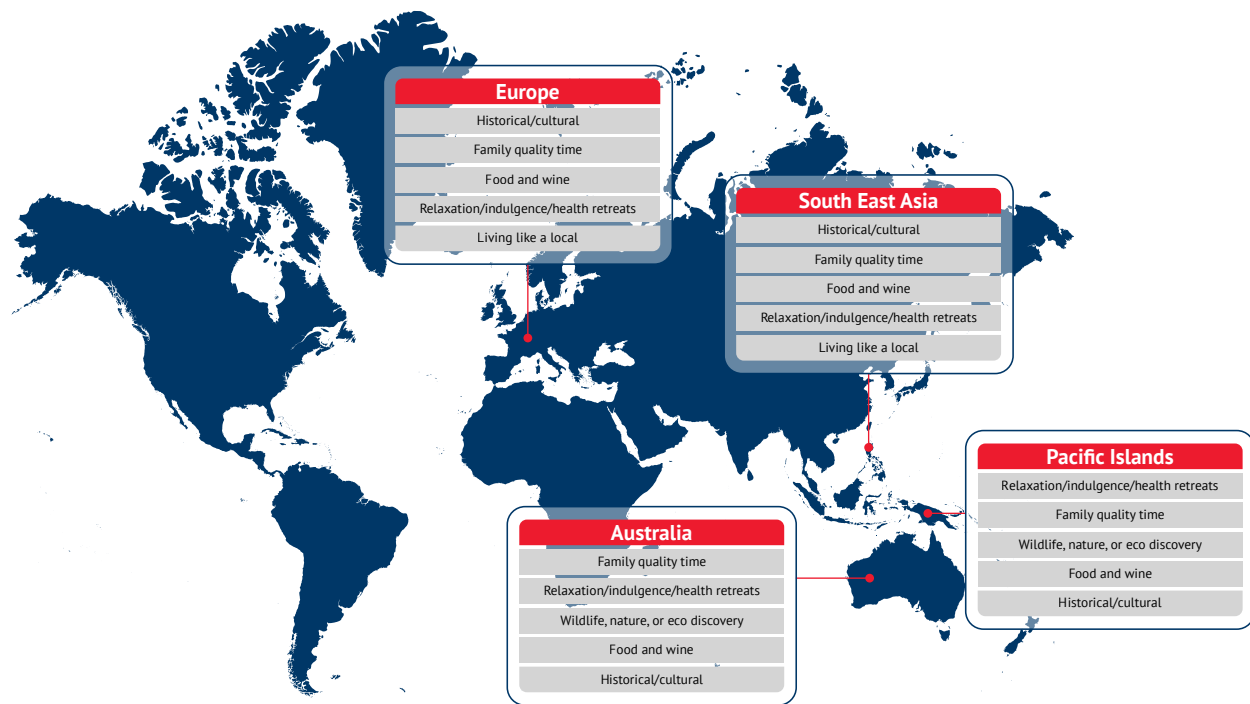 Europe
Historical/cultural
Family quality time
Food and wine
Relaxation/indulgence/health retreats
Living like a local
South East Asia
Historical/cultural
Family quality time
Food and wine
Relaxation/indulgence/health retreats
Living like a local
Pacific Islands
Relaxation/indulgence/health retreats
Family quality time
Wildlife, nature, or eco discovery
Food and wine
Historical/cultural
Australia
Family quality time
Relaxation/indulgence/health retreats
Wildlife, nature, or eco discovery
Food and wine
Historical/cultural